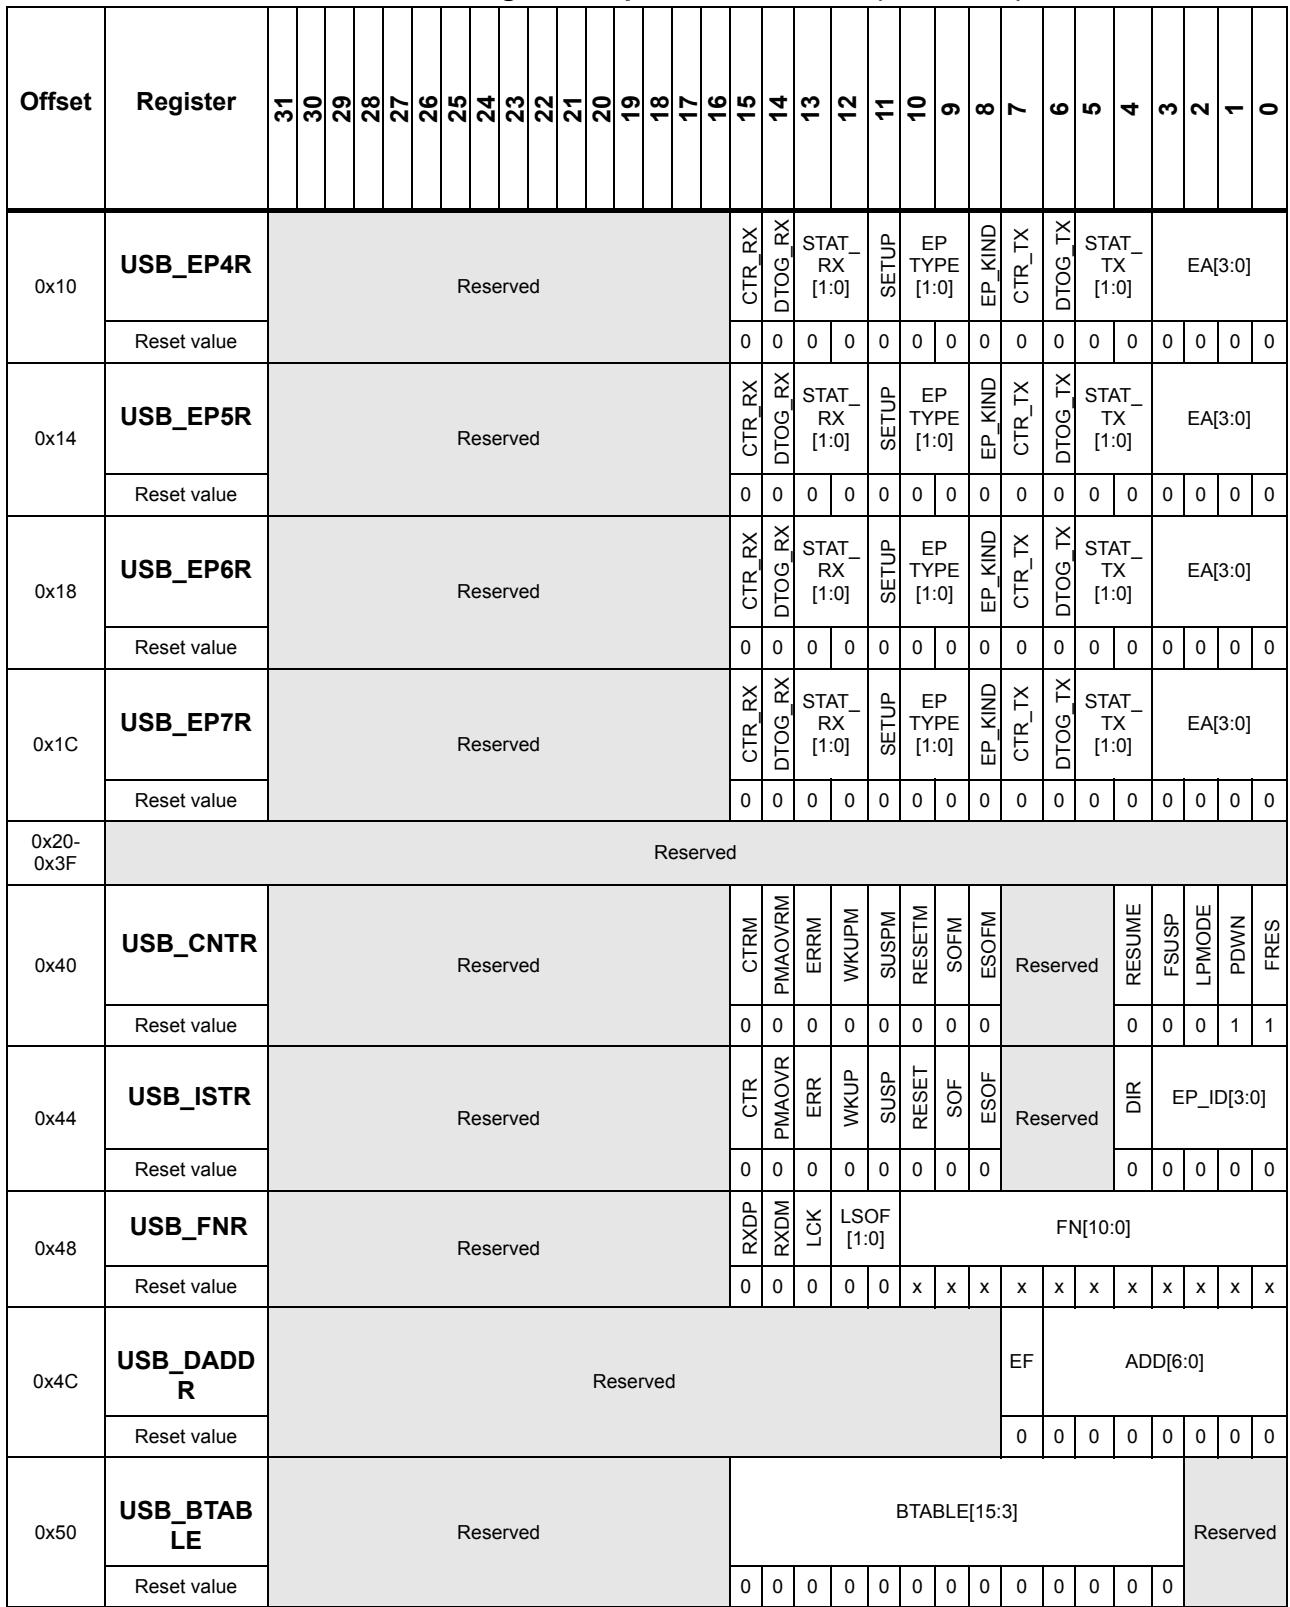 Offset Register 31 30 29 28 27 26 25 24 23 22 21 20 19 18 17 16 15 14 13 12 11 10 9 8 7 6 5 4 3 2 1 0
0x10 USB_EP4R Reserved CTR_RX DTOG_RX STAT_RX[1:0] SETUP EP TYPE [1:0] EP_KIND CTR_TX DTOG_TX STAT_TX[1:0] EA[3:0]
Reset value 0 0 0 0 0 0 0 0 0 0 0 0 0 0 0 0
0x14 USB_EP5R Reserved CTR_RX DTOG_RX STAT_RX[1:0] SETUP EP TYPE [1:0] EP_KIND CTR_TX DTOG_TX STAT_TX[1:0] EA[3:0]
Reset value 0 0 0 0 0 0 0 0 0 0 0 0 0 0 0 0
0x18 USB_EP6R Reserved CTR_RX DTOG_RX STAT_RX[1:0] SETUP EP TYPE [1:0] EP_KIND CTR_TX DTOG_TX STAT_TX[1:0] EA[3:0]
Reset value 0 0 0 0 0 0 0 0 0 0 0 0 0 0 0 0
0x1C USB_EP7R Reserved CTR_RX DTOG_RX STAT_RX[1:0] SETUP EP TYPE [1:0] EP_KIND CTR_TX DTOG_TX STAT_TX[1:0] EA[3:0]
Reset value 0 0 0 0 0 0 0 0 0 0 0 0 0 0 0 0
0x20-0x3F Reserved
0x40 USB_CNTR Reserved CTRM PMAOVRM ERRM WKUPM SUSPM RESETM SOFM ESOFM Reserved RESUME FSUSP LPMODE PDWN FRES
Reset value 0 0 0 0 0 0 0 0 0 0 0 1 1
0x44 USB_ISTR Reserved CTR PMAOVR ERR WKUP SUSP RESET SOF ESOF Reserved DIR EP_ID[3:0]
Reset value 0 0 0 0 0 0 0 0 0 0 0 0 0
0x48 USB_FNR Reserved RXDP RXDM LCK LSOF [1:0] FN[10:0]
Reset value 0 0 0 0 0 x x x x x x x x x x x
0x4C USB_DADDR Reserved EF ADD[6:0]
Reset value 0 0 0 0 0 0 0 0
0x50 USB_BTABLE Reserved BTABLE[15:3] Reserved
Reset value 0 0 0 0 0 0 0 0 0 0 0 0 0